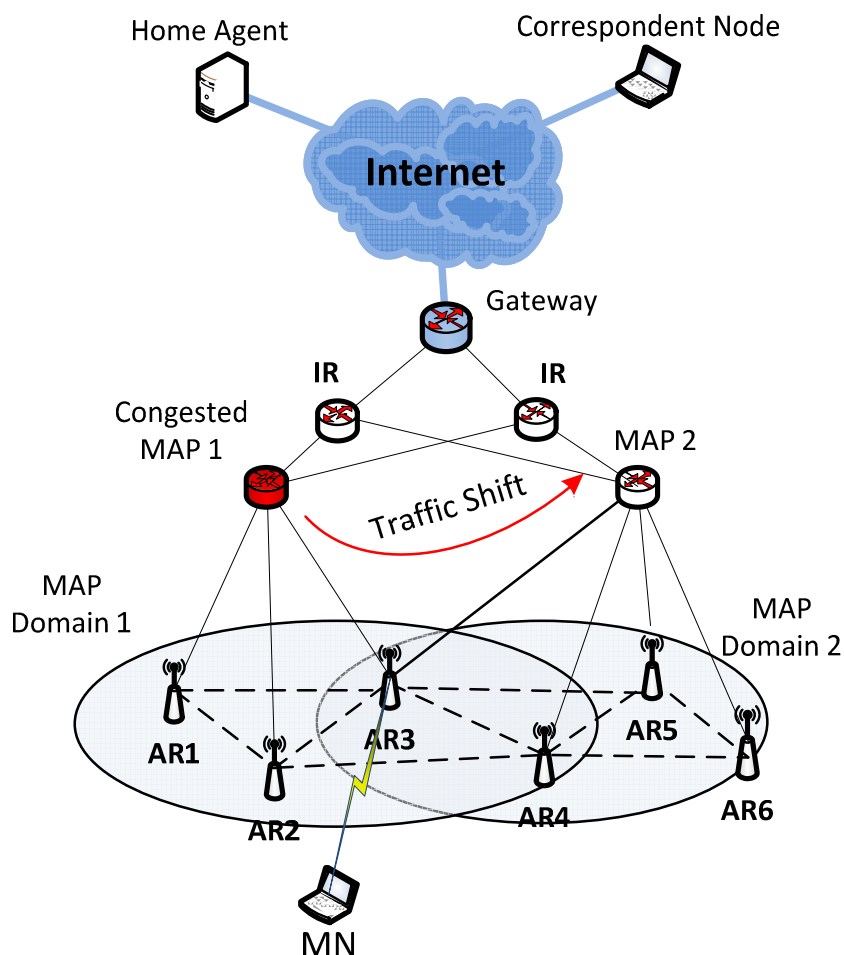 Home Agent
Correspondent Node
Internet
Gateway
IR
IR
Congested
MAP 1
MAP 2
Traffic Shift
MAP
Domain 1
MAP
Domain 2
AR1
AR3
AR5
AR2
AR4
AR6
MN